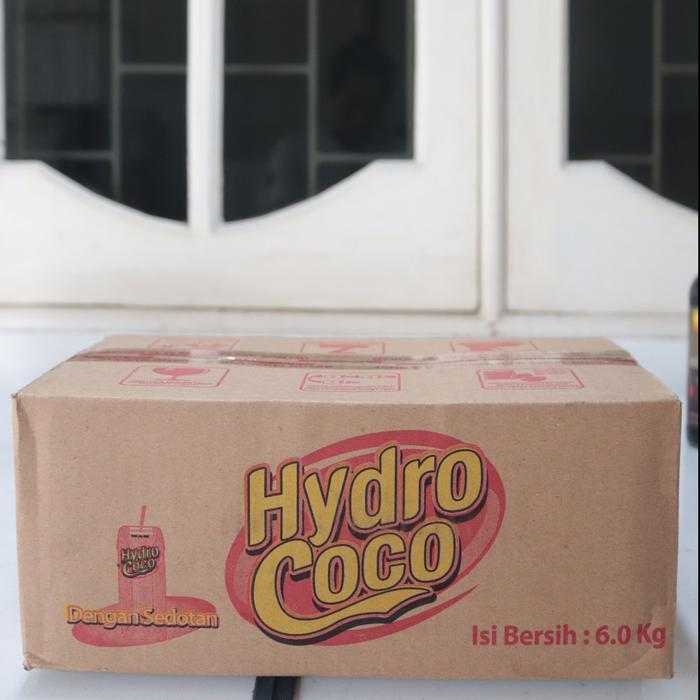 Hydro
Coco
Hydro
Coco
Dengan Sedotan
Isi Bersih : 6.0 Kg